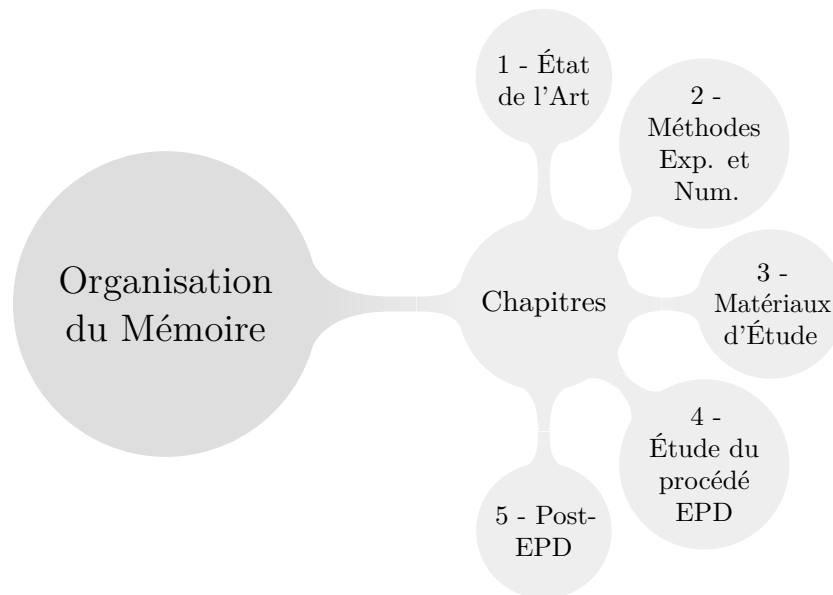 Organisation
du Mémoire
Chapitres
1 - État
de l'Art
2 -
Méthodes
Exp. et
Num.
3 -
Matériaux
d'Étude
4 -
Étude du
procédé
EPD
5 - Post-
EPD